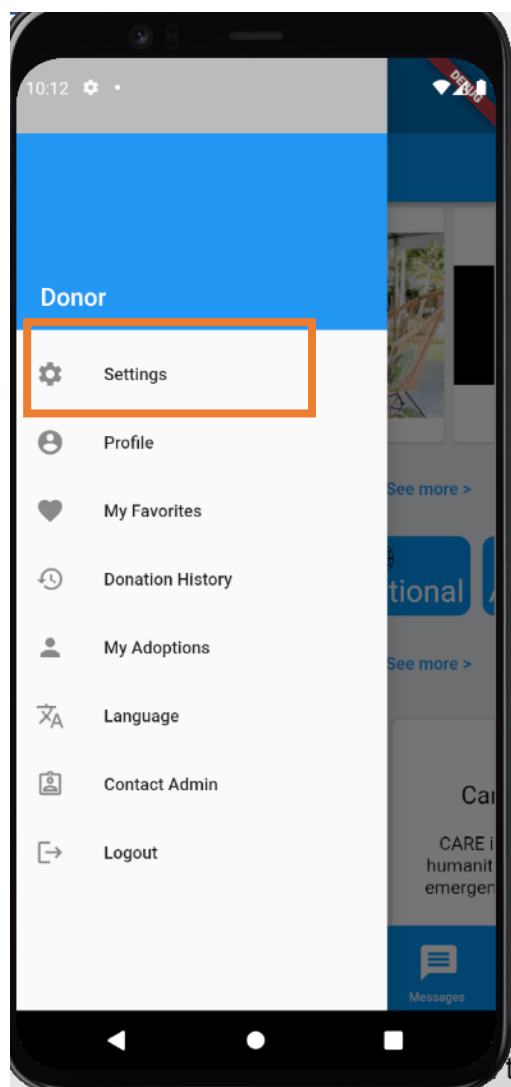 10:12
DEBUG
Donor
Settings
Profile
My Favorites
See more >
Donation History
tional
My Adoptions
See more >
Language
Contact Admin
Car
Logout
CARE i
humanit
emergen
Messages
t